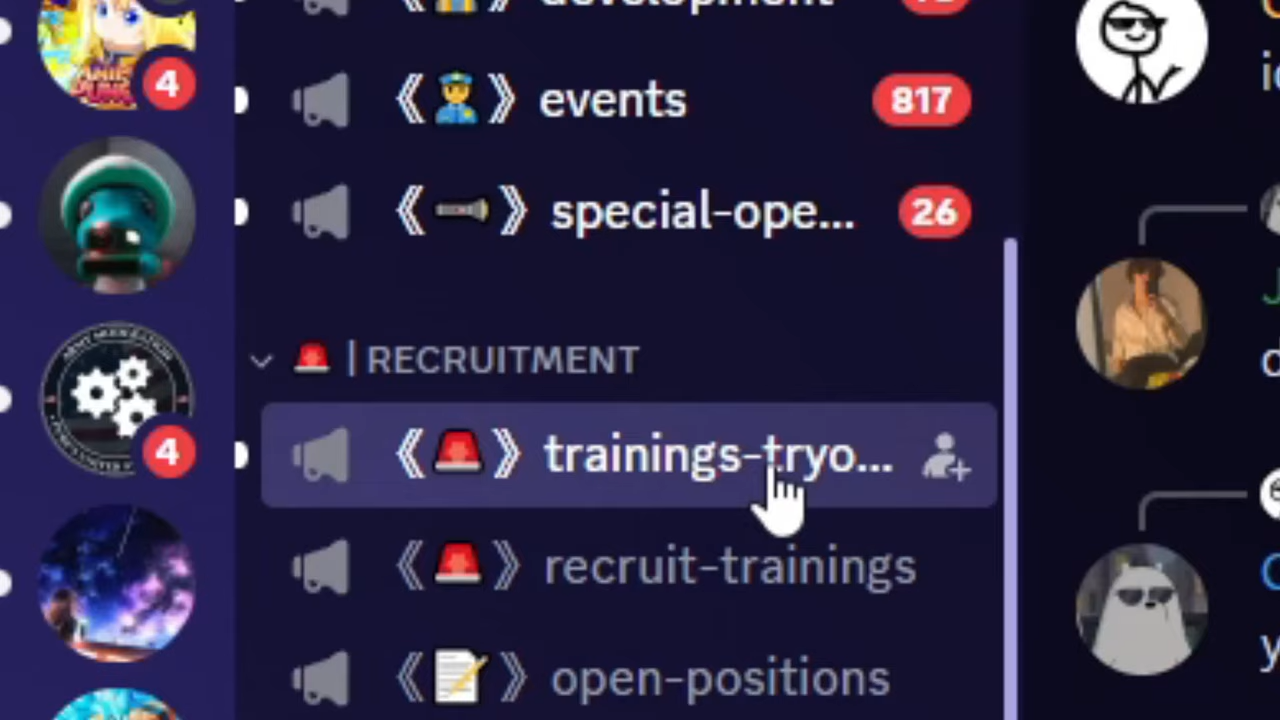 4
《👮》 events 817
《🔦》 special-ope... 26
🚨 | RECRUITMENT
《🚨》 trainings-tryo...
4
《🚨》 recruit-trainings
《📝》 open-positions